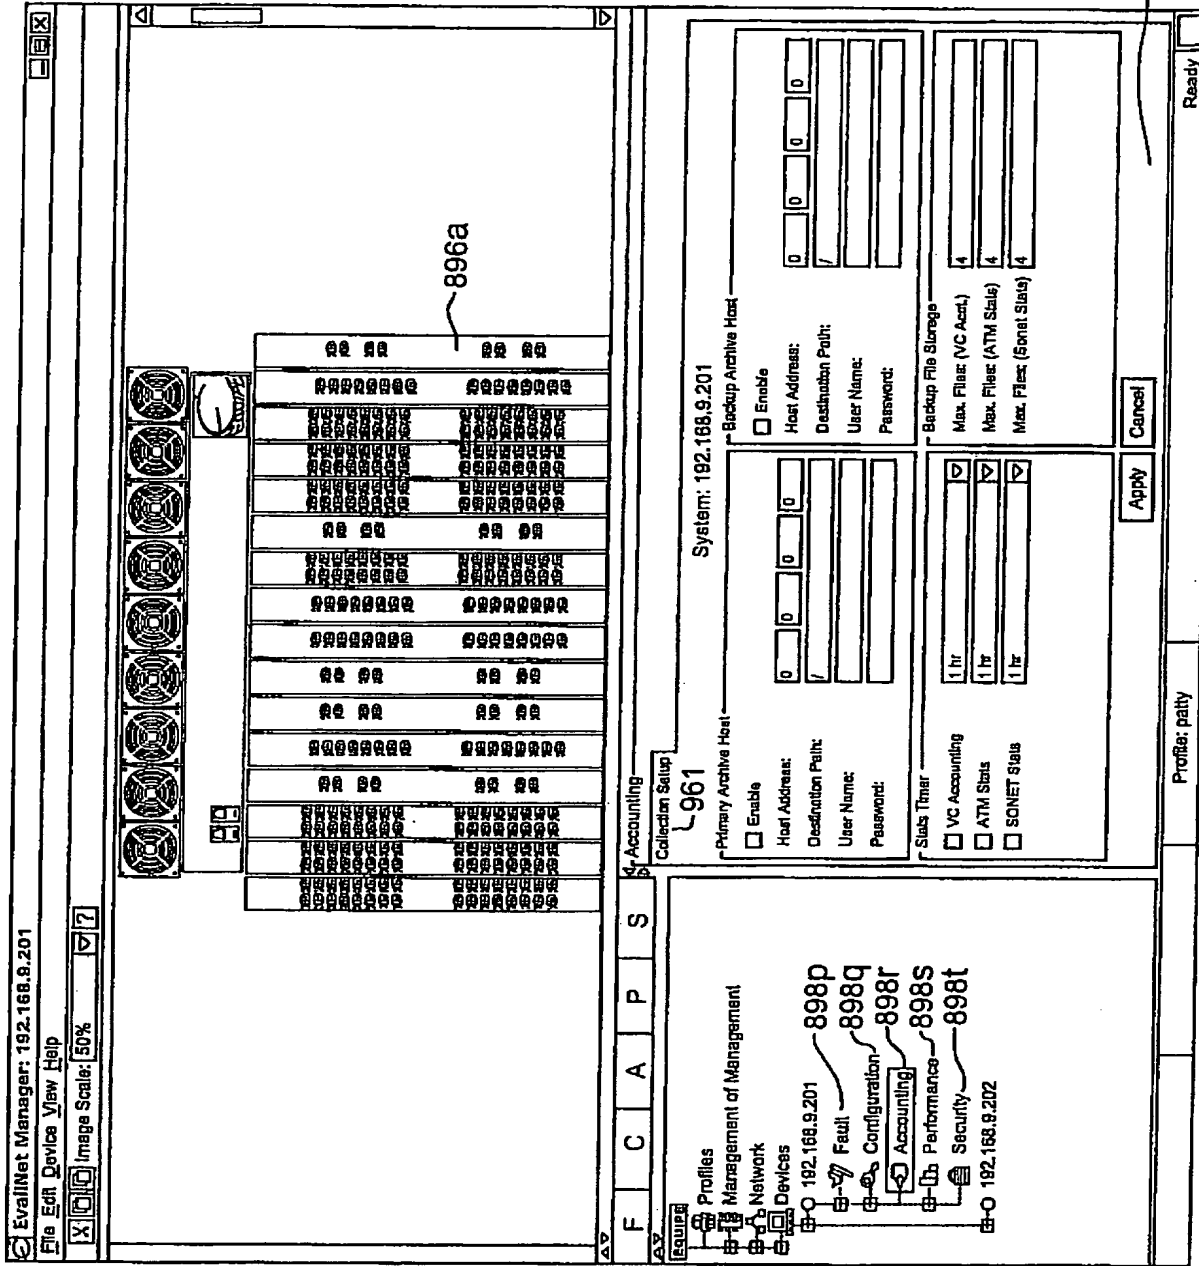 EvaliNet Manager: 192.168.9.201
File Edit Device View Help
X Image Scale: 50% ?
896a
F C A P S
EQUIPE
Profiles
Management of Management
Network
Devices
192.168.9.201
Fault 898p
Configuration 898q
Accounting 898r
Performance 898s
Security 898t
192.168.9.202
Accounting
Collection Setup
961
System: 192.168.9.201
Primary Archive Host
Enable
Host Address: 0 0 0 0
Destination Path: /
User Name:
Password:
Backup Archive Host
Enable
Host Address: 0 0 0 0
Destination Path: /
User Name:
Password:
Stats Timer
VC Accounting 1 hr
ATM Stats 1 hr
SONET Stats 1 hr
Backup File Storage
Max. Files: (VC Acct.) 4
Max. Files: (ATM Stats) 4
Max. Files: (Sonet Stats) 4
Apply Cancel
Profile: patty
Ready